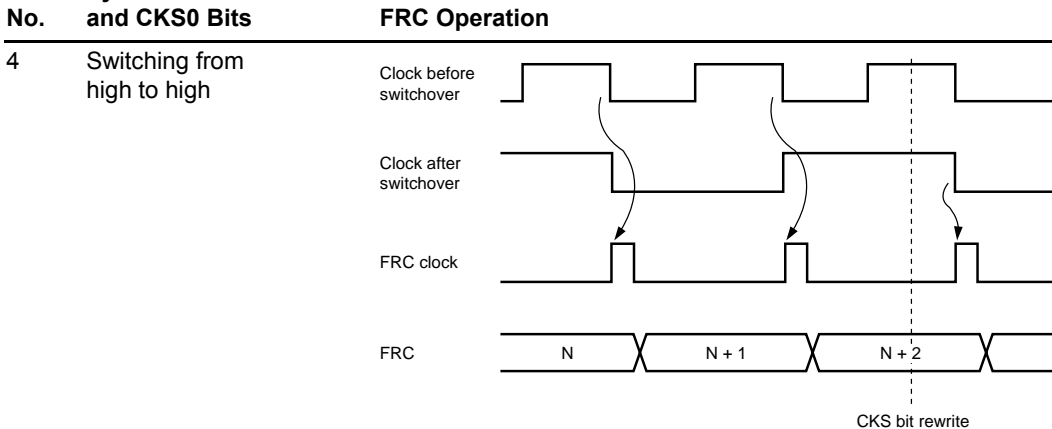 No. and CKS0 Bits FRC Operation
4 Switching from
high to high
Clock before
switchover
Clock after
switchover
FRC clock
FRC N N + 1 N + 2
CKS bit rewrite